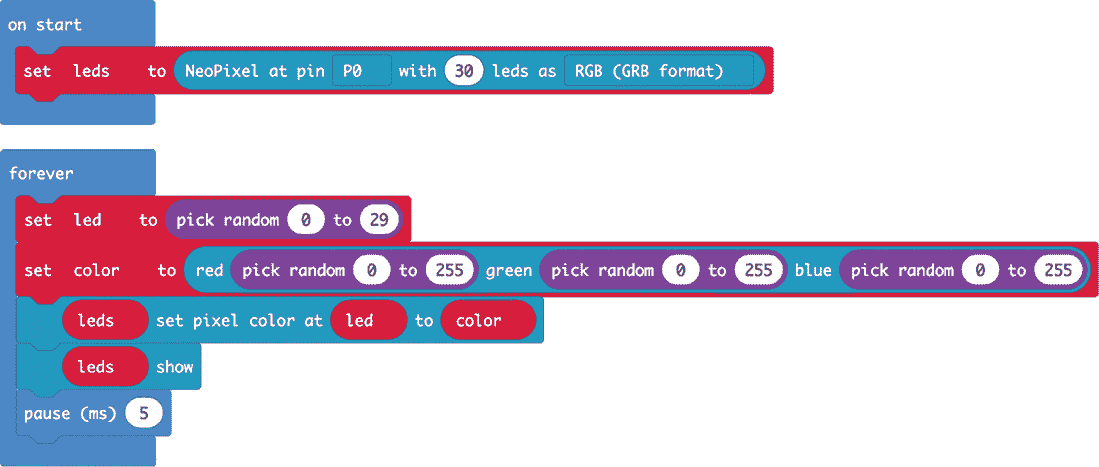 on start
set leds to NeoPixel at pin P0 with 30 leds as RGB (GRB format)
forever
set led to pick random 0 to 29
set color to red pick random 0 to 255 green pick random 0 to 255 blue pick random 0 to 255
leds set pixel color at led to color
leds show
pause (ms) 5